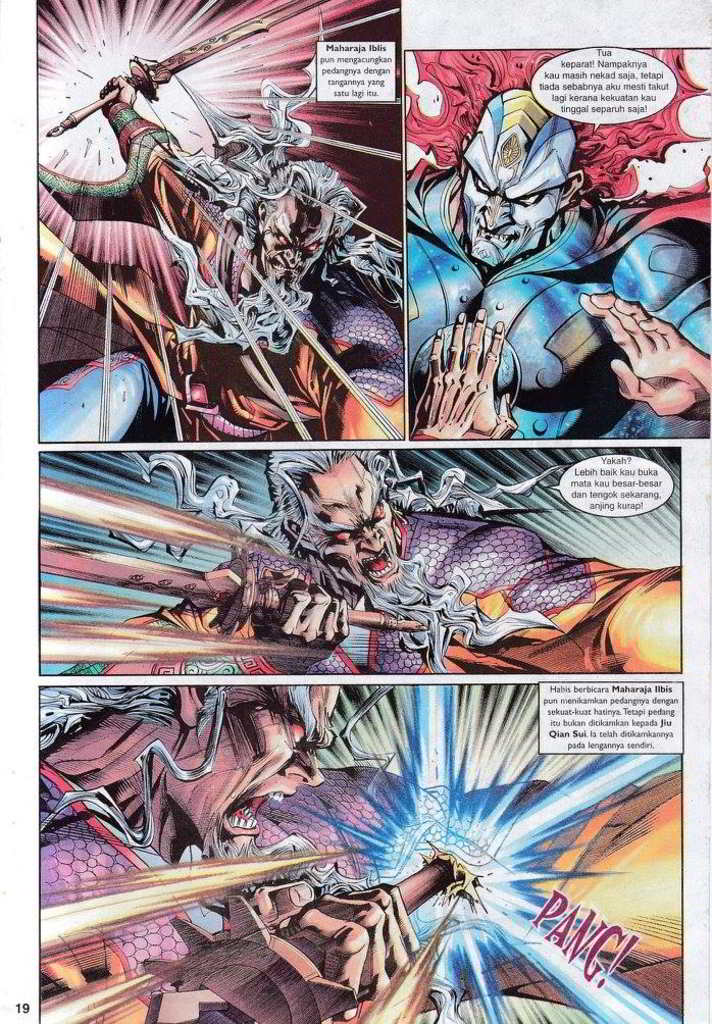 Maharaja Iblis
pun mengacungkan
pedangnya dengan
tangannya yang
satu lagi itu.
Tua
keparat! Nampaknya
kau masih nekad saja, tetapi
tiada sebabnya aku mesti takut
lagi kerana kekuatan kau
tinggal separuh saja!
Yakah?
Lebih baik kau buka
mata kau besar-besar
dan tengok sekarang,
anjing kurap!
Habis berbicara Maharaja Ilbis
pun menikamkan pedangnya dengan
sekuat-kuat hatinya. Tetapi pedang
itu bukan ditikamkan kepada Jiu
Qian Sui. Ia telah ditikamkannya
pada lengannya sendiri.
PANG!
19